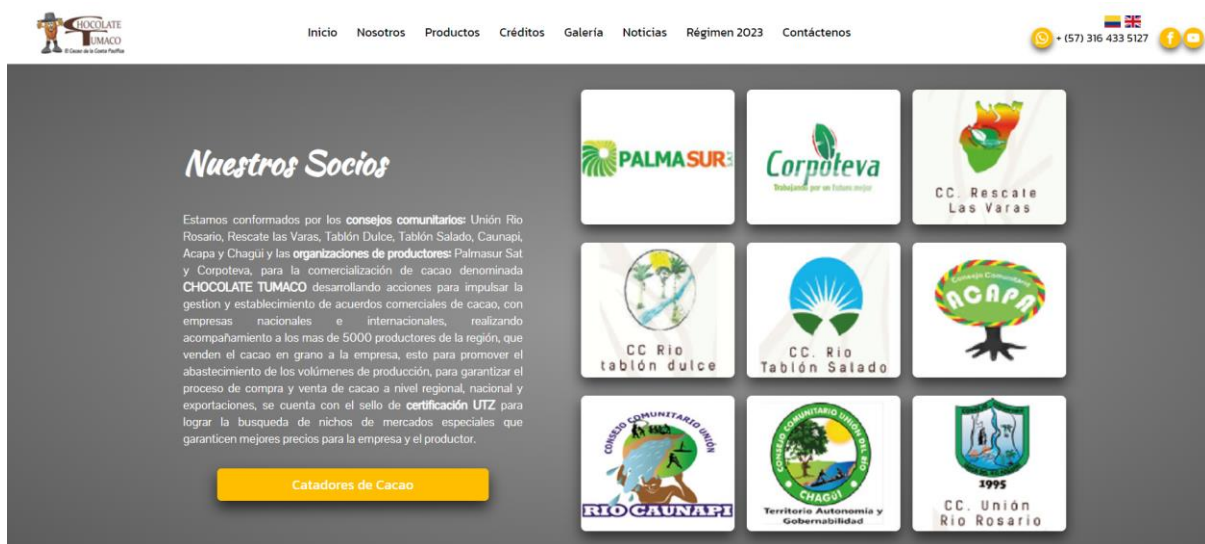 CHOCOLATE
TUMACO
El Cacao de la Costa Pacífica
Inicio Nosotros Productos Créditos Galería Noticias Régimen 2023 Contáctenos
+ (57) 316 433 5127
Nuestros Socios
Estamos conformados por los consejos comunitarios: Unión Rio
Rosario, Rescate las Varas, Tablón Dulce, Tablón Salado, Caunapi,
Acapa y Chagüi y las organizaciones de productores: Palmasur Sat
y Corpoteva, para la comercialización de cacao denominada
CHOCOLATE TUMACO desarrollando acciones para impulsar la
gestion y establecimiento de acuerdos comerciales de cacao, con
empresas nacionales e internacionales, realizando
acompañamiento a los mas de 5000 productores de la región, que
venden el cacao en grano a la empresa, esto para promover el
abastecimiento de los volúmenes de producción, para garantizar el
proceso de compra y venta de cacao a nivel regional, nacional y
exportaciones, se cuenta con el sello de certificación UTZ para
lograr la busqueda de nichos de mercados especiales que
garanticen mejores precios para la empresa y el productor.
Catadores de Cacao
PALMASUR
Corpoteva
Trabajando por un futuro mejor
CC. Rescate
Las Varas
CC Rio
tablón dulce
CC. Rio
Tablón Salado
Consejo Comunitario
ACAPA
CONSEJO COMUNITARIO UNIÓN
RIO CAUNAPI
CONSEJO COMUNITARIO UNIÓN DEL RIO
CHAGÜI
Territorio Autonomía y
Gobernabilidad
1995
CC. Unión
Rio Rosario